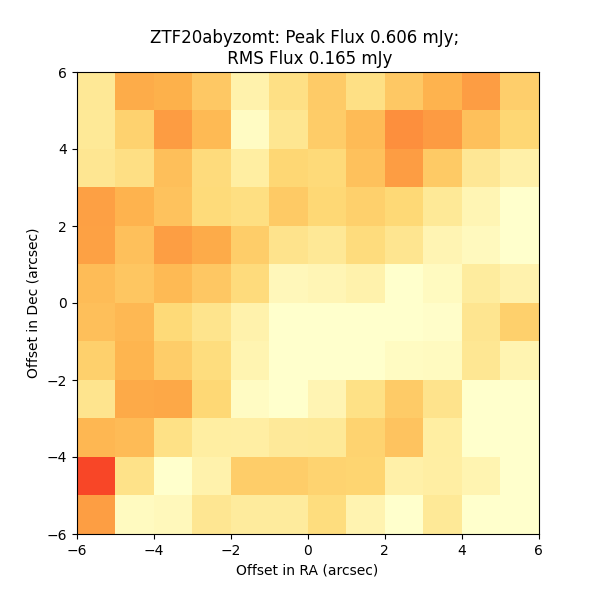 ZTF20abyzomt: Peak Flux 0.606 mJy;
RMS Flux 0.165 mJy
6
4
2
0
−2
−4
−6
Offset in Dec (arcsec)
−6 −4 −2 0 2 4 6
Offset in RA (arcsec)